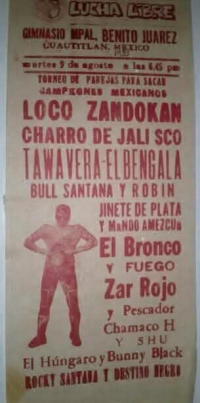 LUCHA LIBRE
GIMNASIO MPAL. BENITO JUAREZ
CUAUTITLAN, MEXICO
martes 9 de agosto a las 6.45 pm
TORNEO DE PAREJAS PARA SACAR
CAMPEONES MEXICANOS
LOCO ZANDOKAN
CHARRO DE JALISCO
TAWAVERA-ELBENGALA
BULL SANTANA Y ROBIN
JINETE DE PLATA
Y MANDO AMEZCUA
El Bronco
Y FUEGO
Zar Rojo
y Pescador
Chamaco H
Y SHU
El Húngaro y Bunny Black
ROCKY SANTANA Y DESTINO NEGRO